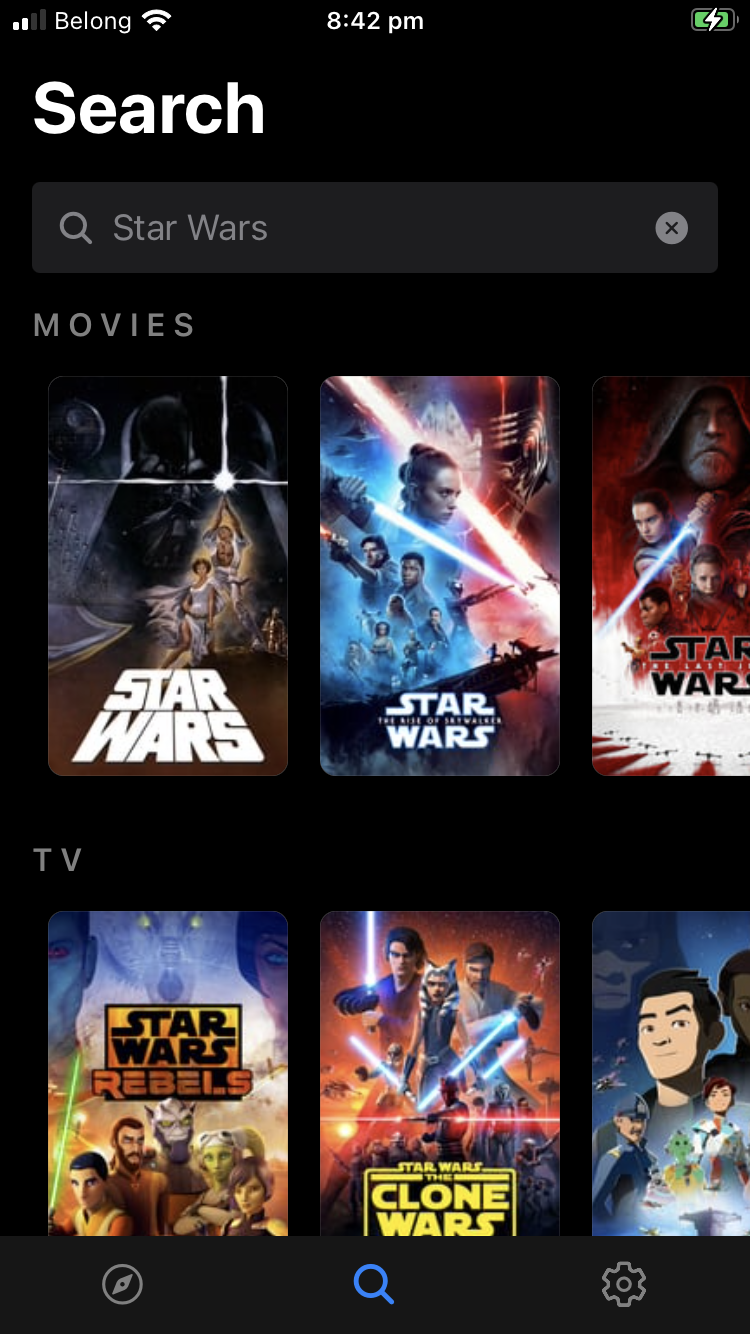 Belong
8:42 pm
Search
Star Wars
MOVIES
STAR
WARS
STAR
THE RISE OF SKYWALKER
WARS
STAR
THE LAST J
WARS
TV
STAR
WARS
REBELS
STAR WARS
THE
CLONE
WARS